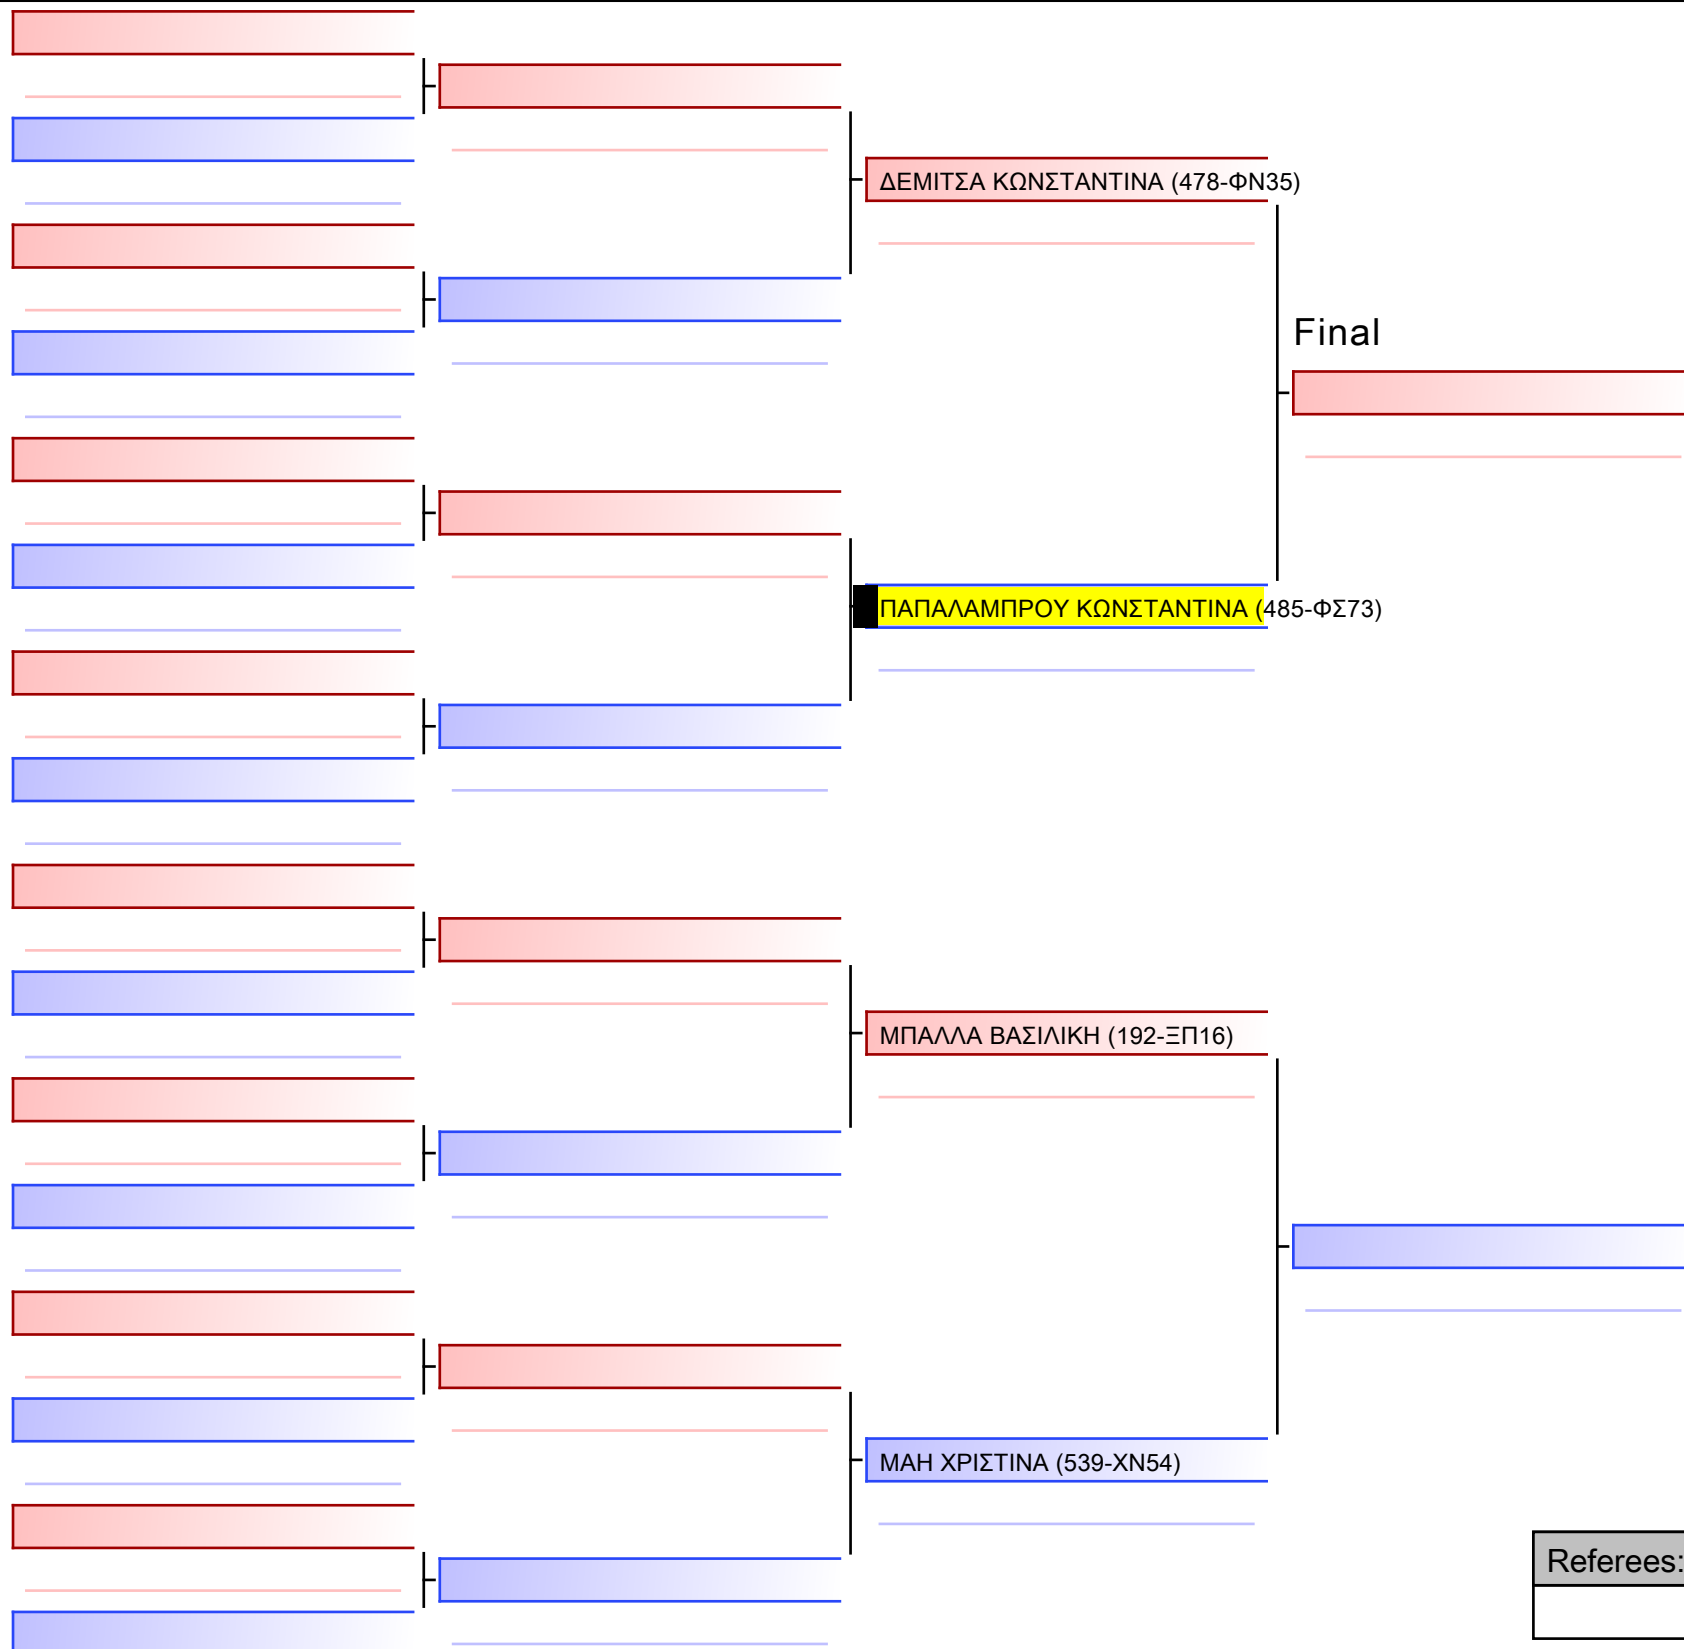 ΔΕΜΙΤΣΑ ΚΩΝΣΤΑΝΤΙΝΑ (478-ΦΝ35)
Final
ΠΑΠΑΛΑΜΠΡΟΥ ΚΩΝΣΤΑΝΤΙΝΑ (485-ΦΣ73)
ΜΠΑΛΛΑ ΒΑΣΙΛΙΚΗ (192-ΞΠ16)
ΜΑΗ ΧΡΙΣΤΙΝΑ (539-ΧΝ54)
Referees: